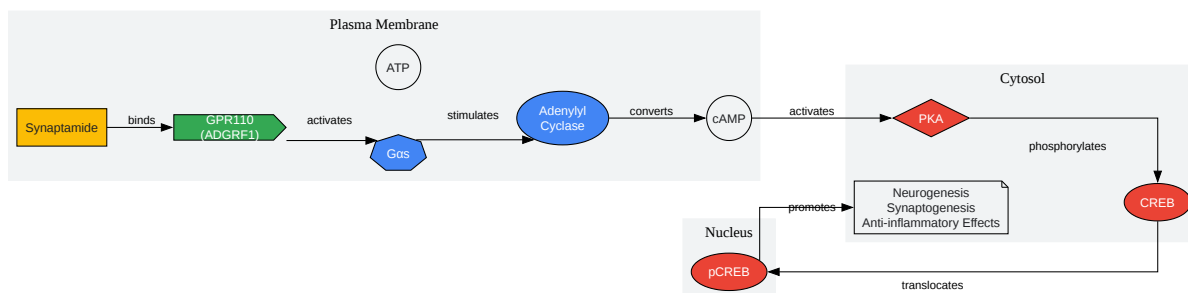 Plasma Membrane
ATP
Synaptamide
binds
GPR110
(ADGRF1)
activates
Gαs
stimulates
Adenylyl
Cyclase
converts
cAMP
activates
Cytosol
PKA
phosphorylates
CREB
translocates
Nucleus
pCREB
promotes
Neurogenesis
Synaptogenesis
Anti-inflammatory Effects